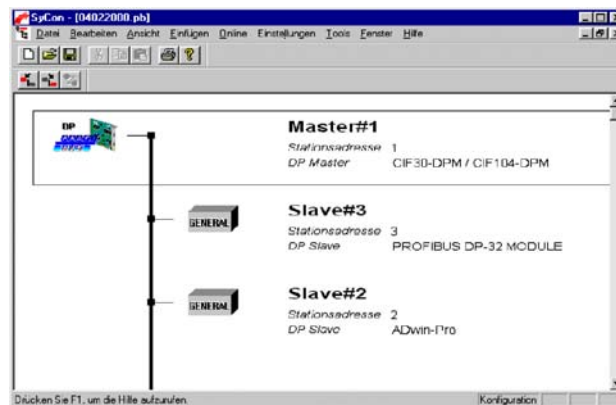 SyCon - [04022000.pb]
Datei Bearbeiten Ansicht Einfügen Online Einstellungen Tools Fenster Hilfe
DP
Master#1
Stationsadresse 1
DP Master CIF30-DPM / CIF104-DPM
GENERAL
Slave#3
Stationsadresse 3
DP Slave PROFIBUS DP-32 MODULE
GENERAL
Slave#2
Stationsadresse 2
DP Slave ADwin-Pro
Drücken Sie F1, um die Hilfe aufzurufen.
Konfiguration